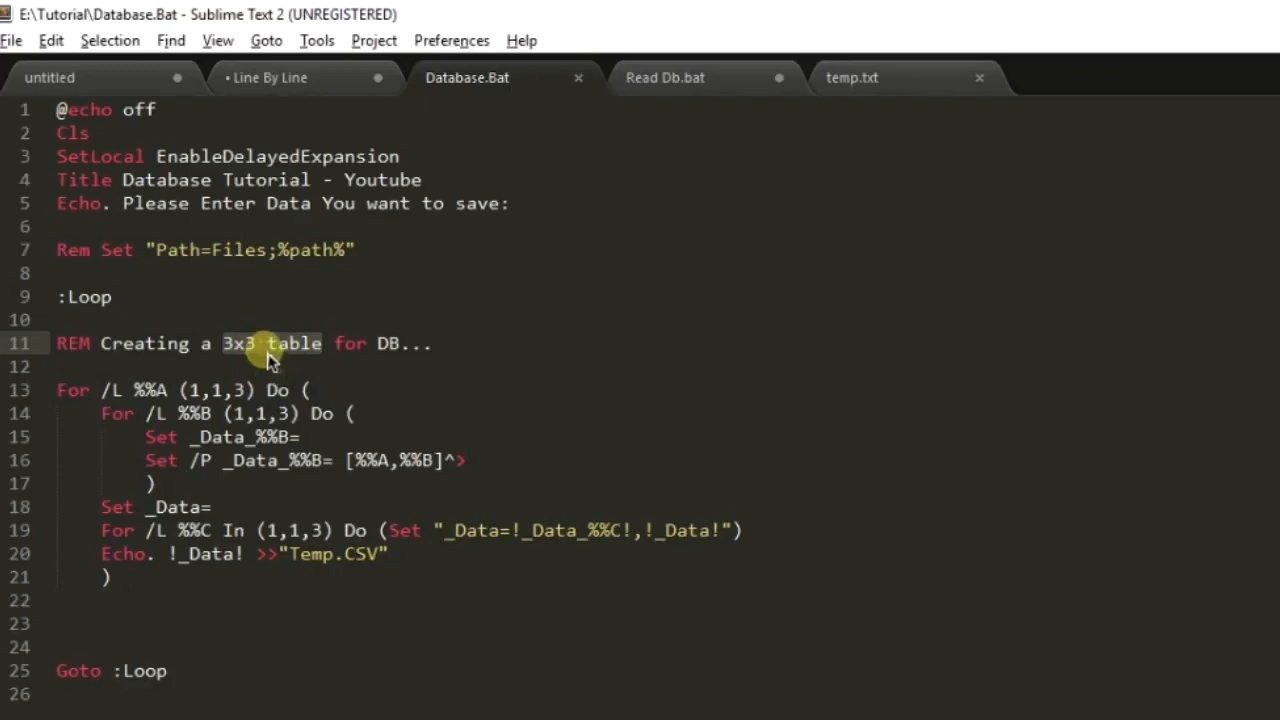 E:\Tutorial\Database.Bat - Sublime Text 2 (UNREGISTERED)
File Edit Selection Find View Goto Tools Project Preferences Help
untitled • Line By Line Database.Bat Read Db.bat temp.txt
1 @echo off
2 Cls
3 SetLocal EnableDelayedExpansion
4 Title Database Tutorial - Youtube
5 Echo. Please Enter Data You want to save:
6
7 Rem Set "Path=Files;%path%"
8
9 :Loop
10
11 REM Creating a 3x3 table for DB...
12
13 For /L %%A (1,1,3) Do (
14 For /L %%B (1,1,3) Do (
15 Set _Data_%%B=
16 Set /P _Data_%%B= [%%A,%%B]^>
17 )
18 Set _Data=
19 For /L %%C In (1,1,3) Do (Set "_Data=!_Data_%%C!,!_Data!")
20 Echo. !_Data! >>"Temp.CSV"
21 )
22
23
24
25 Goto :Loop
26